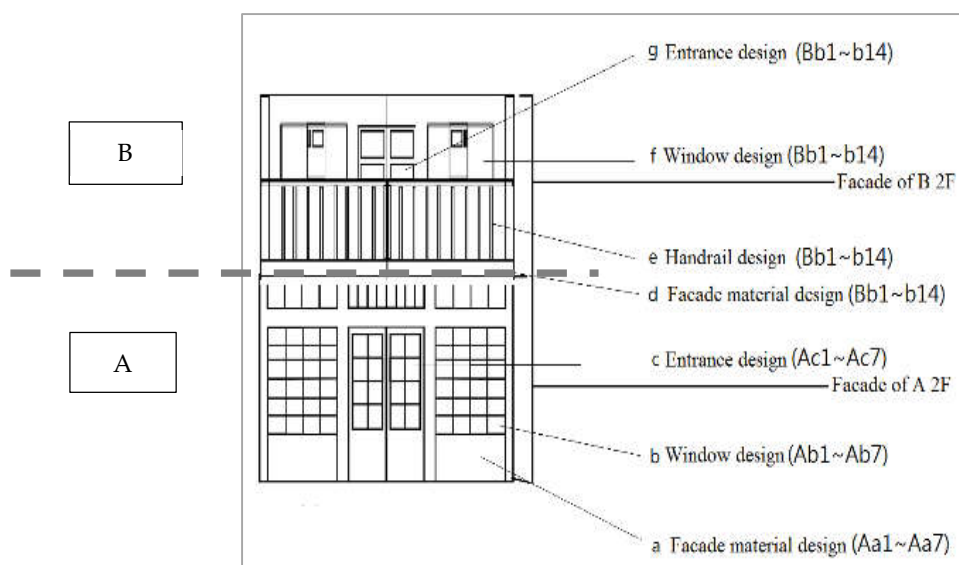 g Entrance design (Bb1~b14)
B
f Window design (Bb1~b14)
Facade of B 2F
e Handrail design (Bb1~b14)
d Facade material design (Bb1~b14)
A
c Entrance design (Ac1~Ac7)
Facade of A 2F
b Window design (Ab1~Ab7)
a Facade material design (Aa1~Aa7)